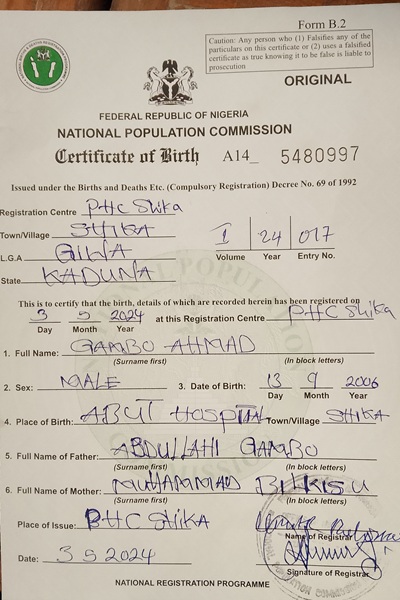 Form B.2
Caution: Any person who (1) Falsifies any of the
particulars on this certificate or (2) uses a falsified
certificate as true knowing it to be false is liable to
prosecution
ORIGINAL
FEDERAL REPUBLIC OF NIGERIA
NATIONAL POPULATION COMMISSION
Certificate of Birth A14_ 5480997
Issued under the Births and Deaths Etc. (Compulsory Registration) Decree No. 69 of 1992
Registration Centre PHC Shika
Town/Village SHIKA
L.G.A GIWA
State KADUNA
I 24 017
Volume Year Entry No.
This is to certify that the birth, details of which are recorded herein has been registered on
3 5 2024 at this Registration Centre PHC Shika
Day Month Year
1. Full Name: GAMBO AHMAD
(Surname first) (In block letters)
2. Sex: MALE 3. Date of Birth: 13 9 2006
Day Month Year
4. Place of Birth: ABUT HOSPITAL Town/Village SHIKA
5. Full Name of Father: ABDULLAHI GAMBO
(Surname first) (In block letters)
6. Full Name of Mother: MUHAMMAD BILKISU
(Surname first) (In block letters)
Place of Issue: PHC Shika
Name of Registrar
Date: 3 5 2024
Signature of Registrar
NATIONAL REGISTRATION PROGRAMME